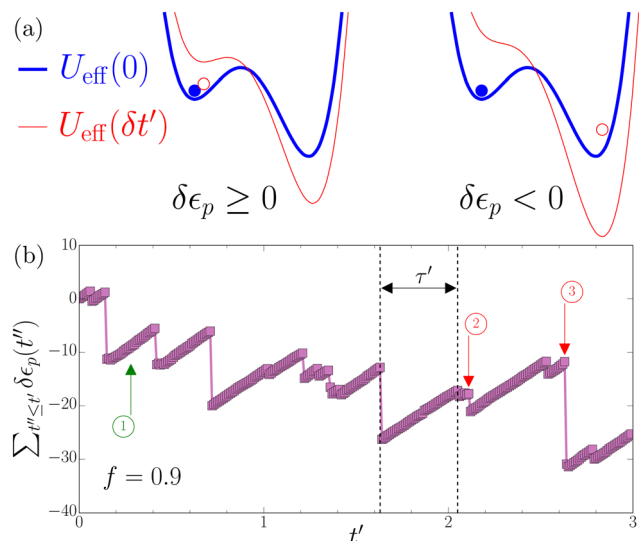 (a)
U_eff(0)
U_eff(δt′)
δϵ_p ≥ 0
δϵ_p < 0
(b)
∑_{t″≤t′} δϵ_p(t″)
10
0
−10
−20
−30
−40
τ′
1
2
3
f = 0.9
0
1
2
3
t′